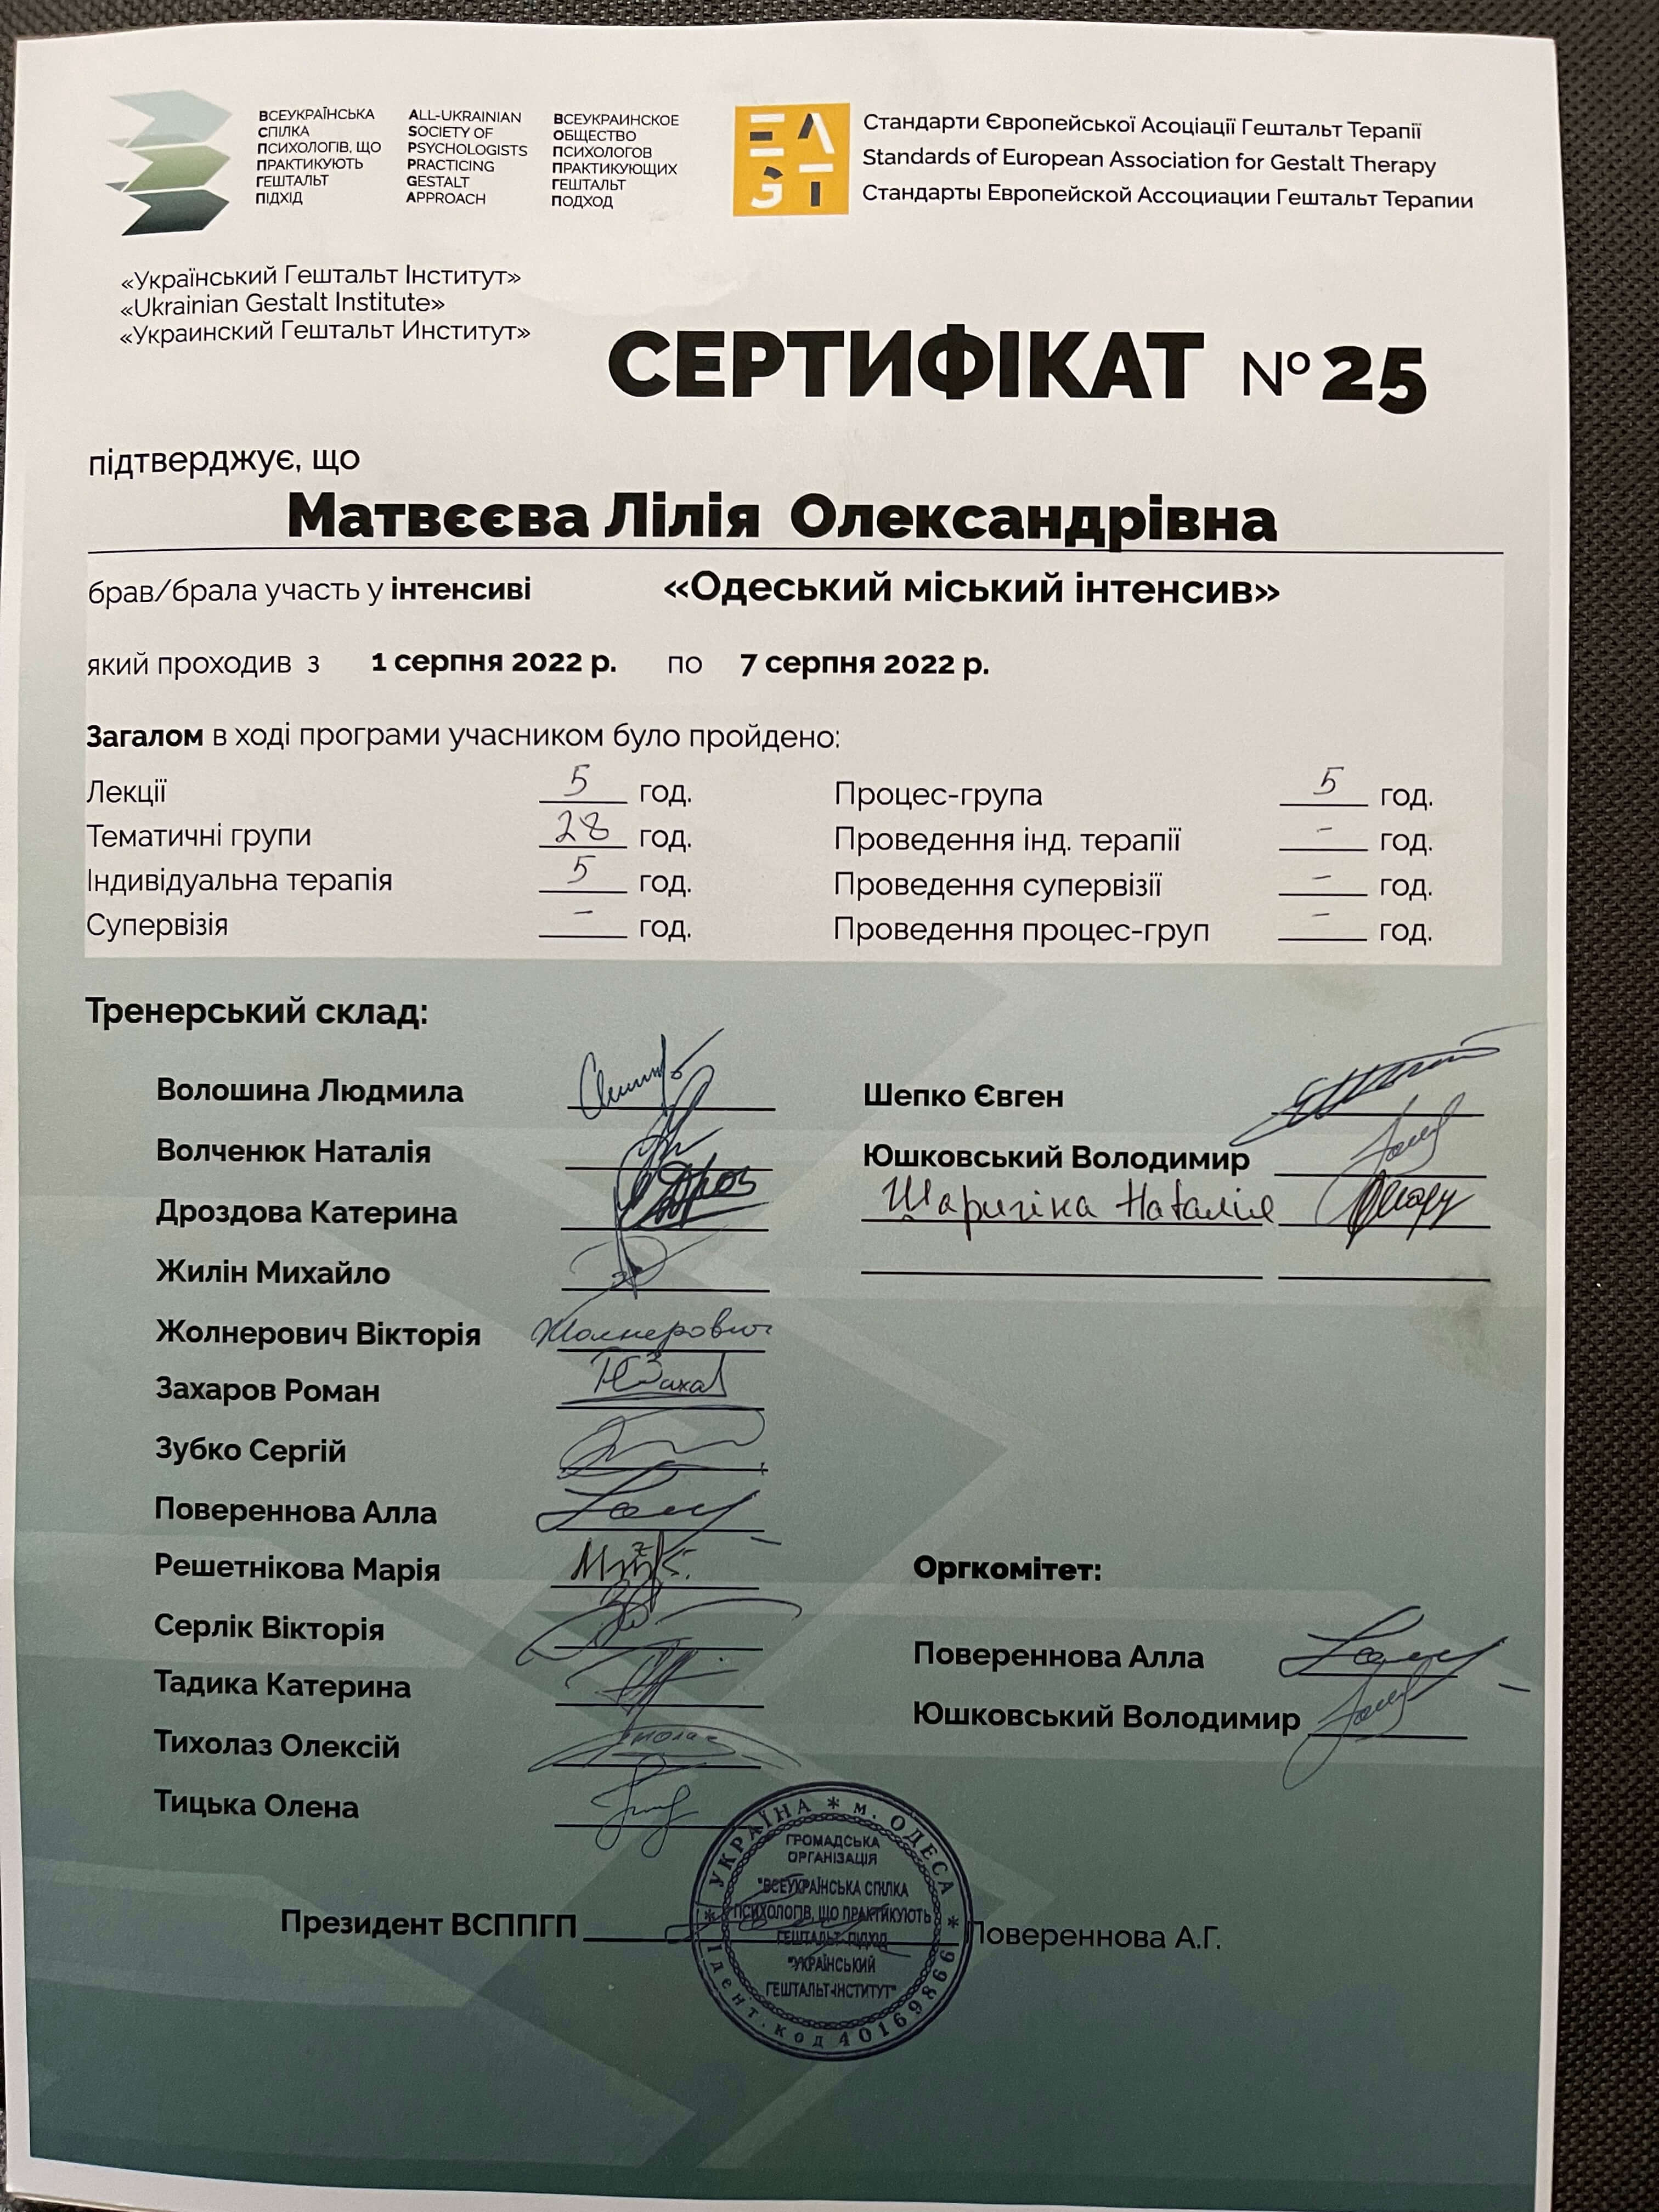 ВСЕУКРАЇНСЬКА
СПІЛКА
ПСИХОЛОГІВ, ЩО
ПРАКТИКУЮТЬ
ГЕШТАЛЬТ
ПІДХІД
ALL-UKRAINIAN
SOCIETY OF
PSYCHOLOGISTS
PRACTICING
GESTALT
APPROACH
ВСЕУКРАИНСКОЕ
ОБЩЕСТВО
ПСИХОЛОГОВ
ПРАКТИКУЮЩИХ
ГЕШТАЛЬТ
ПОДХОД
Стандарти Європейської Асоціації Гештальт Терапії
Standards of European Association for Gestalt Therapy
Стандарты Европейской Ассоциации Гештальт Терапии
«Український Гештальт Інститут»
«Ukrainian Gestalt Institute»
«Украинский Гештальт Институт»
СЕРТИФІКАТ № 25
підтверджує, що
Матвєєва Лілія Олександрівна
брав/брала участь у інтенсиві «Одеський міський інтенсив»
який проходив з 1 серпня 2022 р. по 7 серпня 2022 р.
Загалом в ході програми учасником було пройдено:
Лекції 5 год. Процес-група 5 год.
Тематичні групи 28 год. Проведення інд. терапії - год.
Індивідуальна терапія 5 год. Проведення супервізії - год.
Супервізія - год. Проведення процес-груп - год.
Тренерський склад:
Волошина Людмила
Волченюк Наталія
Дроздова Катерина
Жилін Михайло
Жолнерович Вікторія Жолнерович
Захаров Роман
Зубко Сергій
Повереннова Алла
Решетнікова Марія
Серлік Вікторія
Тадика Катерина
Тихолаз Олексій
Тицька Олена
Шепко Євген
Юшковський Володимир
Шаригіна Наталія
Оргкомітет:
Повереннова Алла
Юшковський Володимир
Президент ВСППГП Повереннова А.Г.
* УКРАЇНА * м. ОДЕСА *
Ідент. код 40169866
ГРОМАДСЬКА
ОРГАНІЗАЦІЯ
"ВСЕУКРАЇНСЬКА СПІЛКА
ПСИХОЛОГІВ, ЩО ПРАКТИКУЮТЬ
ГЕШТАЛЬТ-ПІДХІД
"УКРАЇНСЬКИЙ
ГЕШТАЛЬТ-ІНСТИТУТ"